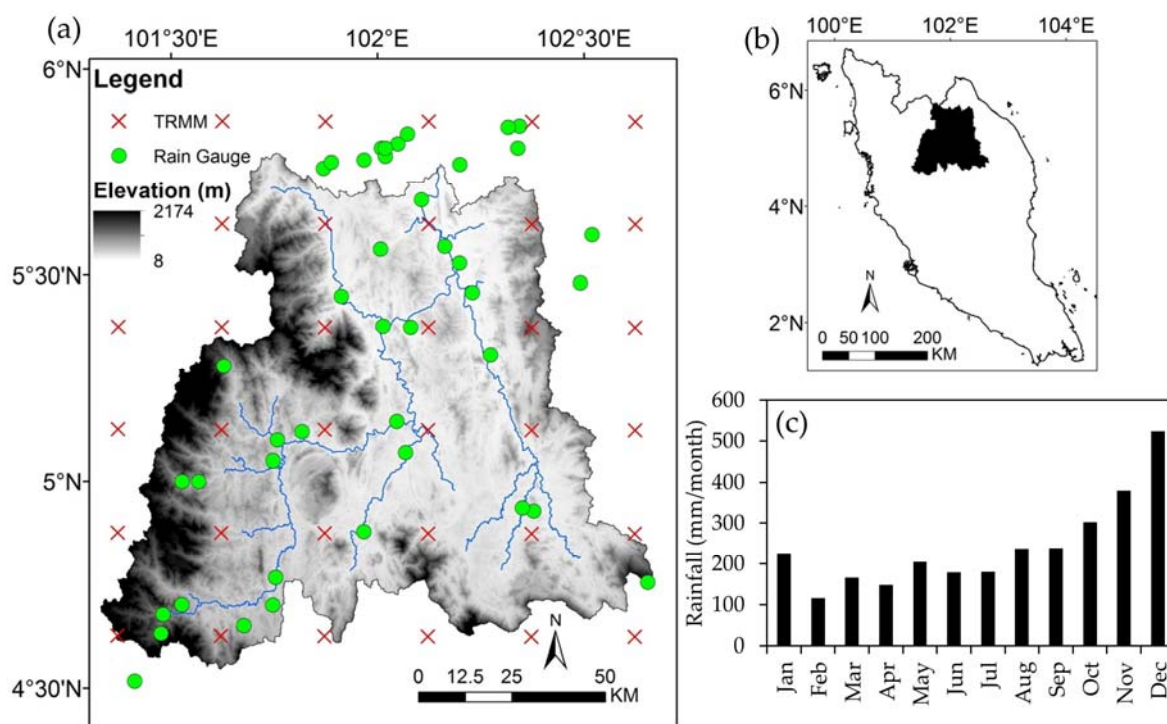 (a)
101°30'E 102°E 102°30'E
6°N
5°30'N
5°N
4°30'N
Legend
TRMM
Rain Gauge
Elevation (m)
2174
8
N
0 12.5 25 50
KM
(b)
100°E 102°E 104°E
6°N
4°N
2°N
N
0 50 100 200
KM
(c)
Rainfall (mm/month)
600
500
400
300
200
100
0
Jan Feb Mar Apr May Jun Jul Aug Sep Oct Nov Dec